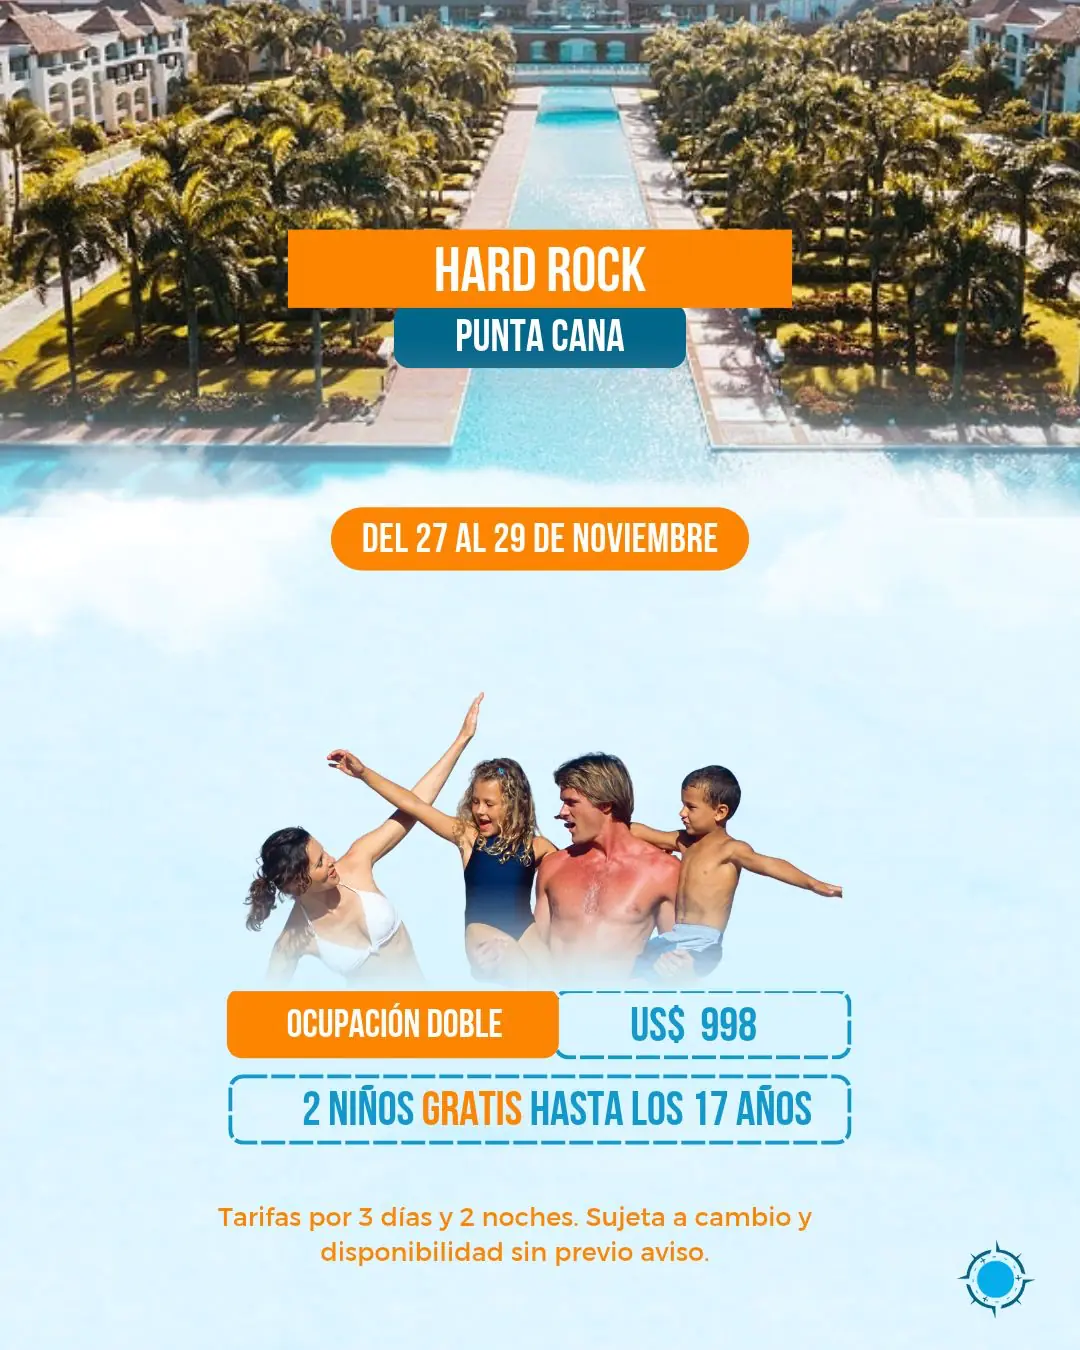 HARD ROCK
PUNTA CANA
DEL 27 AL 29 DE NOVIEMBRE
OCUPACIÓN DOBLE US$ 998
2 NIÑOS GRATIS HASTA LOS 17 AÑOS
Tarifas por 3 días y 2 noches. Sujeta a cambio y
disponibilidad sin previo aviso.